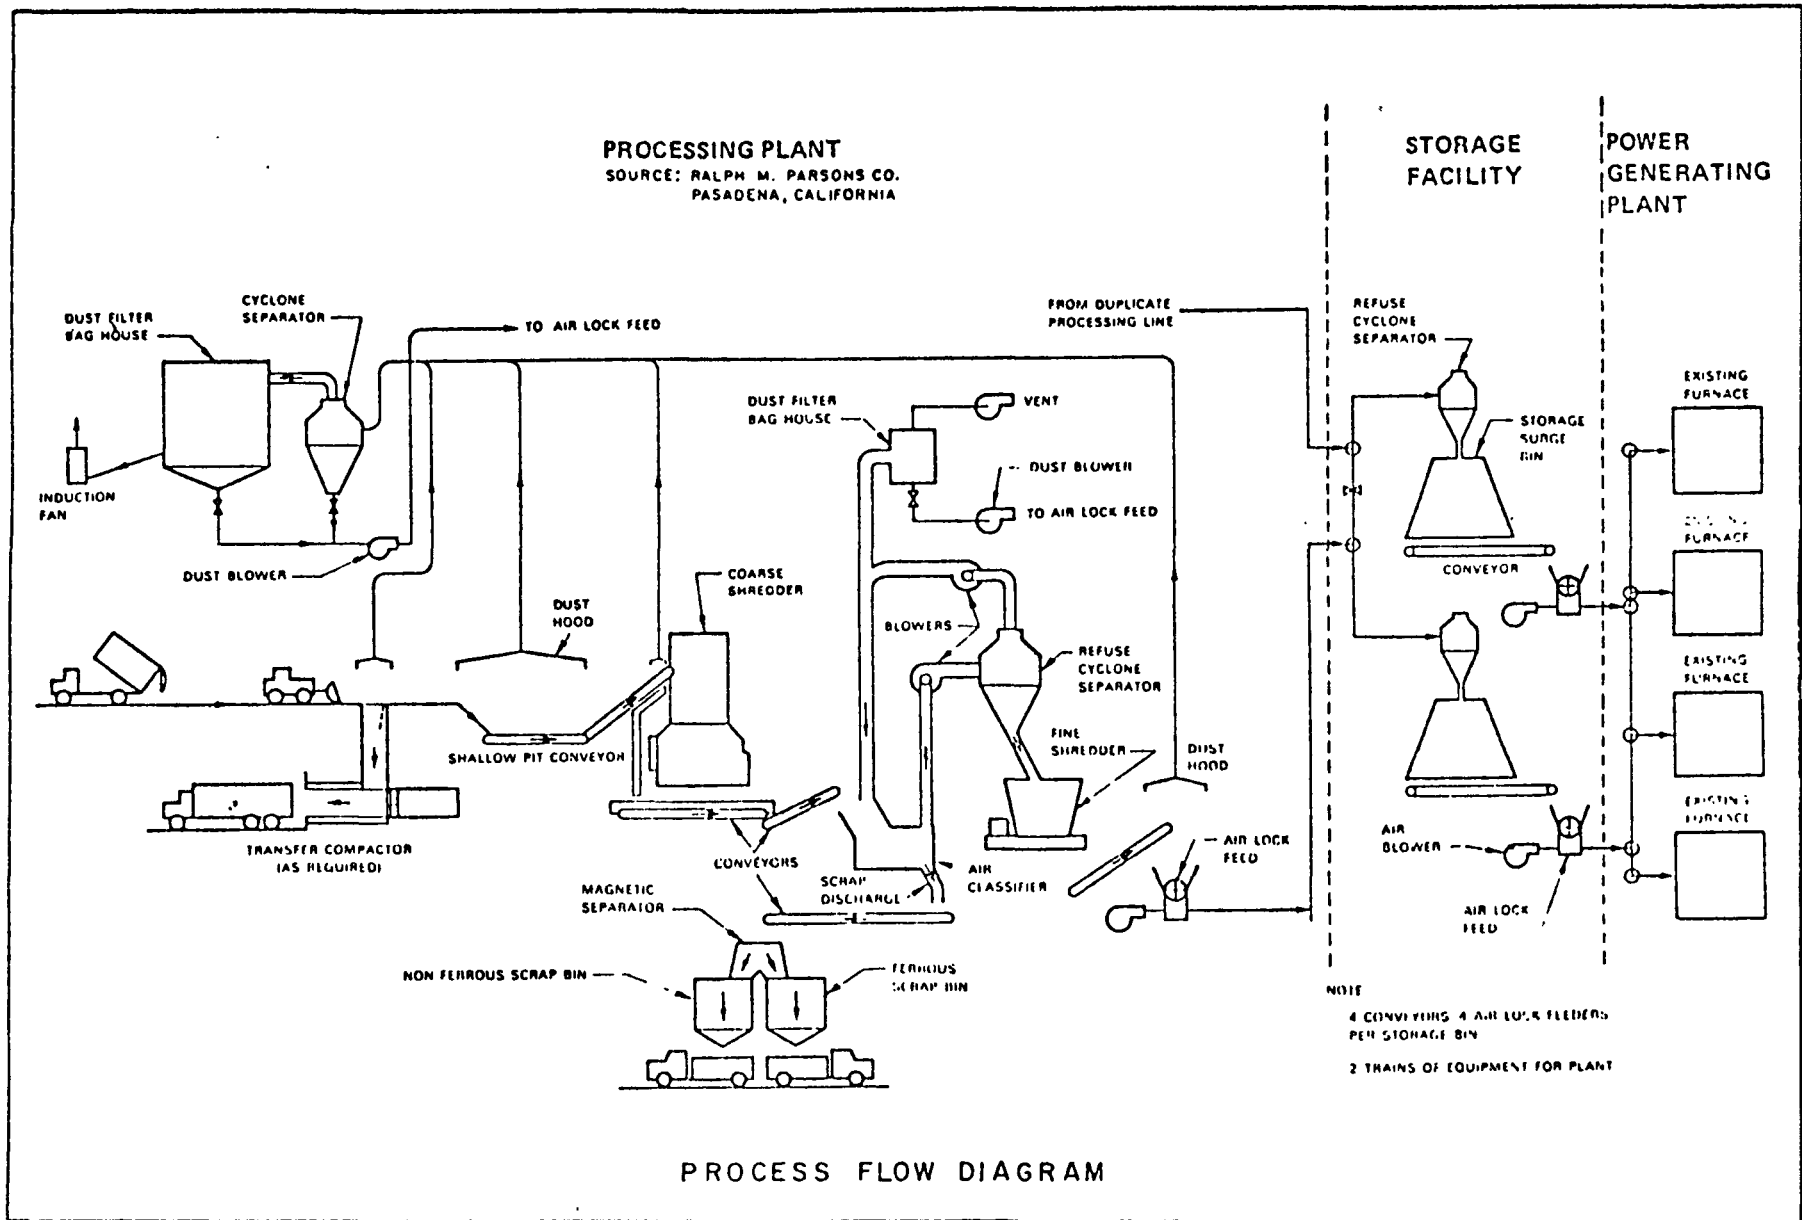 PROCESSING PLANT
SOURCE: RALPH M. PARSONS CO.
PASADENA, CALIFORNIA
STORAGE
FACILITY
POWER
GENERATING
PLANT
DUST FILTER
BAG HOUSE
CYCLONE
SEPARATOR
TO AIR LOCK FEED
INDUCTION
FAN
DUST BLOWER
DUST
HOOD
COARSE
SHREDDER
SHALLOW PIT CONVEYOR
TRANSFER COMPACTOR
(AS REQUIRED)
DUST FILTER
BAG HOUSE
VENT
DUST BLOWER
TO AIR LOCK FEED
BLOWERS
REFUSE
CYCLONE
SEPARATOR
FINE
SHREDDER
DUST
HOOD
CONVEYORS
SCRAP
DISCHARGE
AIR
CLASSIFIER
AIR LOCK
FEED
MAGNETIC
SEPARATOR
NON FERROUS SCRAP BIN
FERROUS
SCRAP BIN
FROM DUPLICATE
PROCESSING LINE
REFUSE
CYCLONE
SEPARATOR
STORAGE
SURGE
BIN
CONVEYOR
AIR
BLOWER
AIR LOCK
FEED
EXISTING
FURNACE
EXISTING
FURNACE
EXISTING
FURNACE
EXISTING
FURNACE
NOTE
4 CONVEYORS 4 AIR LOCK FEEDERS
PER STORAGE BIN
2 TRAINS OF EQUIPMENT FOR PLANT
PROCESS FLOW DIAGRAM